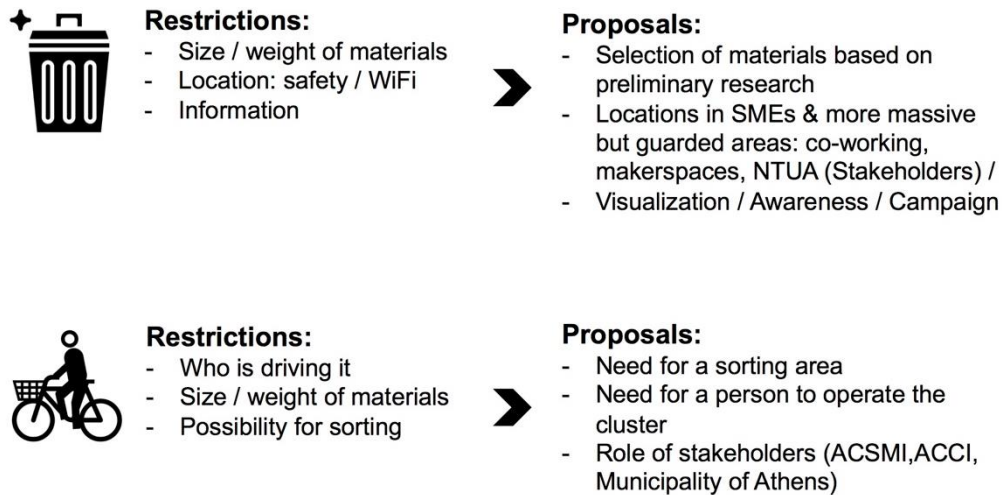 Restrictions:
- Size / weight of materials
- Location: safety / WiFi
- Information
Proposals:
- Selection of materials based on
preliminary research
- Locations in SMEs & more massive
but guarded areas: co-working,
makerspaces, NTUA (Stakeholders) /
- Visualization / Awareness / Campaign
Restrictions:
- Who is driving it
- Size / weight of materials
- Possibility for sorting
Proposals:
- Need for a sorting area
- Need for a person to operate the
cluster
- Role of stakeholders (ACSMI,ACCI,
Municipality of Athens)